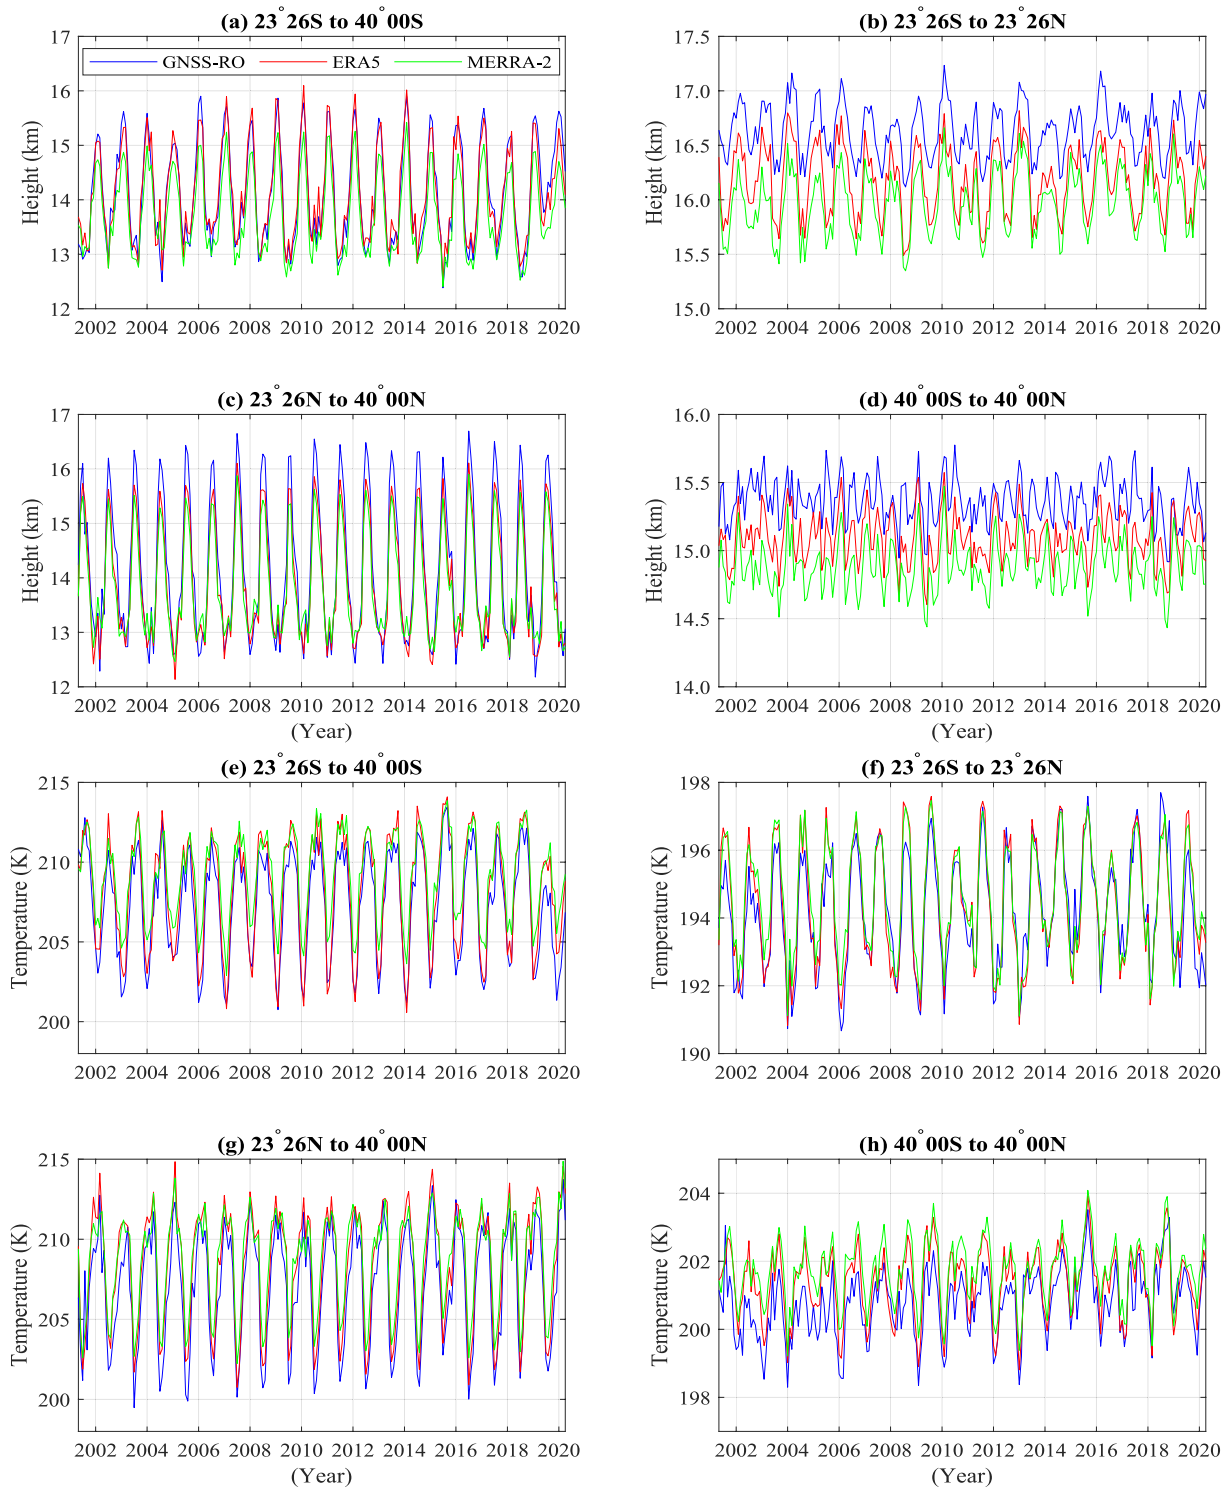 (a) 23°26S to 40°00S
(b) 23°26S to 23°26N
GNSS-RO ERA5 MERRA-2
Height (km)
17
16
15
14
13
12
2002 2004 2006 2008 2010 2012 2014 2016 2018 2020
Height (km)
17.5
17.0
16.5
16.0
15.5
15.0
2002 2004 2006 2008 2010 2012 2014 2016 2018 2020
(c) 23°26N to 40°00N
(d) 40°00S to 40°00N
Height (km)
17
16
15
14
13
12
2002 2004 2006 2008 2010 2012 2014 2016 2018 2020
(Year)
Height (km)
16.0
15.5
15.0
14.5
14.0
2002 2004 2006 2008 2010 2012 2014 2016 2018 2020
(Year)
(e) 23°26S to 40°00S
(f) 23°26S to 23°26N
Temperature (K)
215
210
205
200
2002 2004 2006 2008 2010 2012 2014 2016 2018 2020
Temperature (K)
198
196
194
192
190
2002 2004 2006 2008 2010 2012 2014 2016 2018 2020
(g) 23°26N to 40°00N
(h) 40°00S to 40°00N
Temperature (K)
215
210
205
200
2002 2004 2006 2008 2010 2012 2014 2016 2018 2020
(Year)
Temperature (K)
204
202
200
198
2002 2004 2006 2008 2010 2012 2014 2016 2018 2020
(Year)